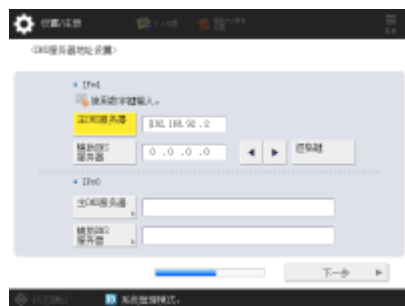 设置/注册
<DNS服务器地址设置>
IPv4
使用数字键输入。
主DNS服务器
192.168.92.2
辅助DNS
服务器
0.0.0.0
◀
▶
退格键
IPv6
主DNS服务器
辅助DNS
服务器
下一步 ▶